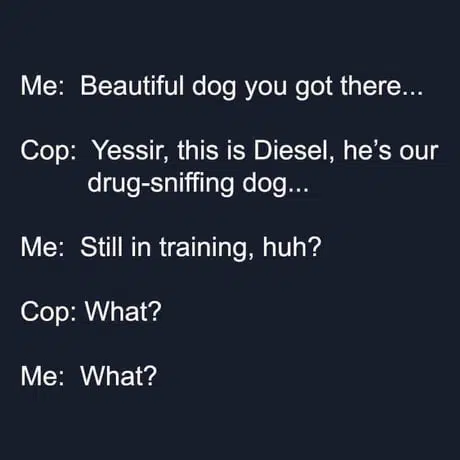 Me: Beautiful dog you got there...
Cop: Yessir, this is Diesel, he’s our
drug-sniffing dog...
Me: Still in training, huh?
Cop: What?
Me: What?